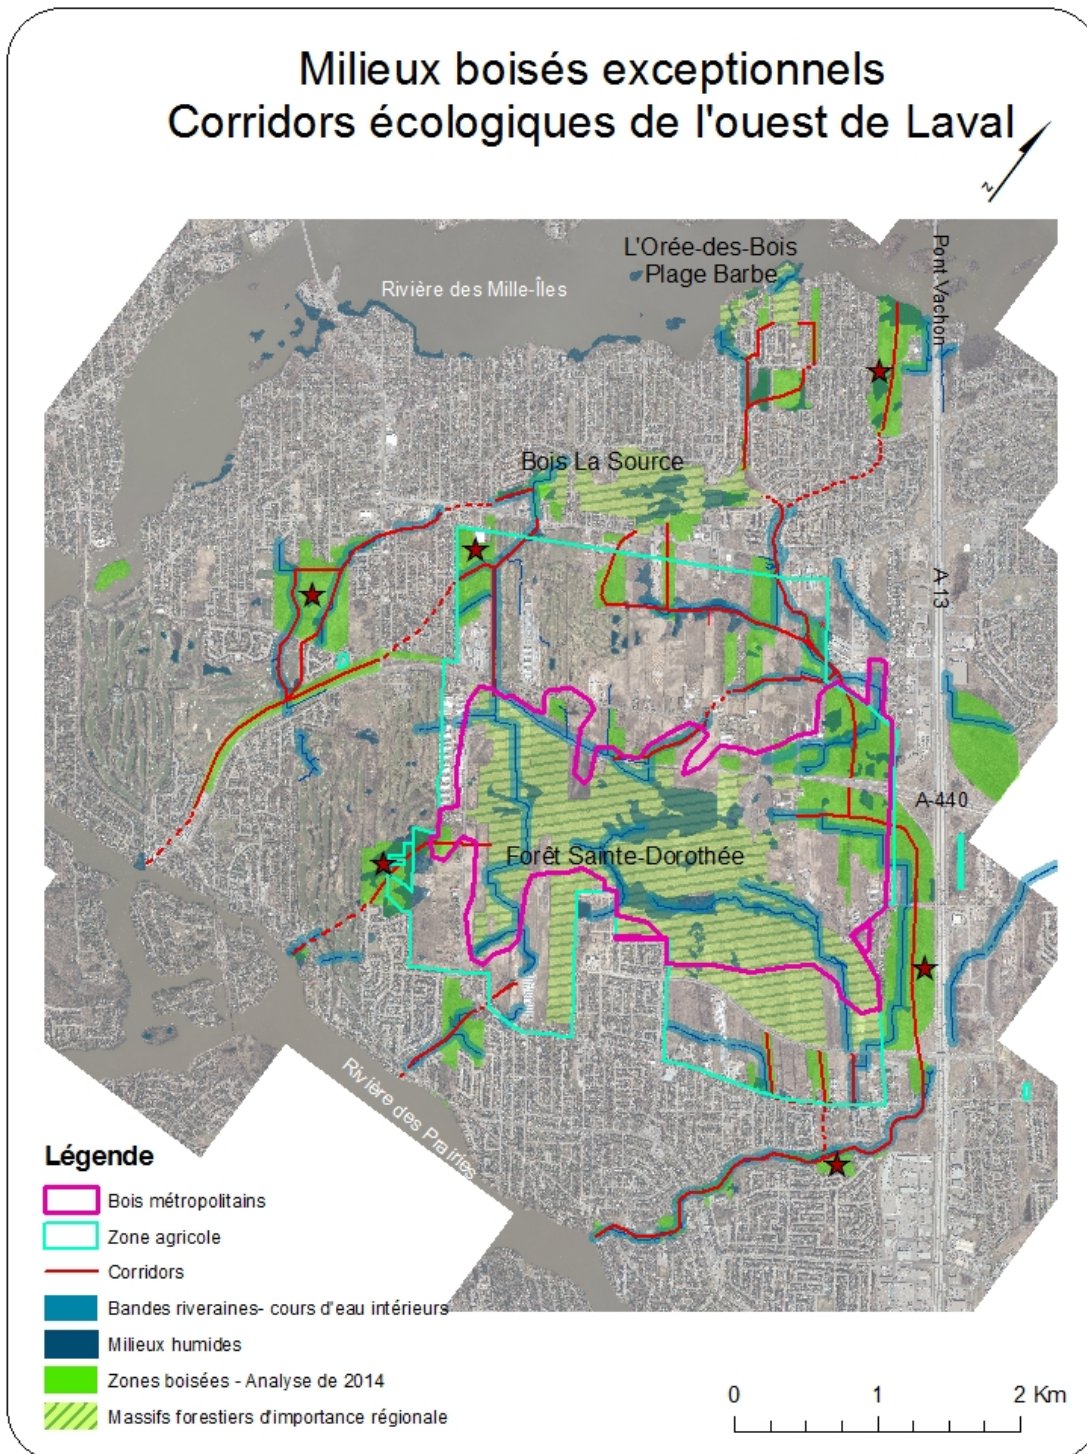 Milieux boisés exceptionnels
Corridors écologiques de l'ouest de Laval
N
L'Orée-des-Bois
Plage Barbe
Pont Vachon
Rivière des Mille-Îles
Bois La Source
A-13
A-440
Forêt Sainte-Dorothée
Rivière des Prairies
Légende
Bois métropolitains
Zone agricole
Corridors
Bandes riveraines- cours d'eau intérieurs
Milieux humides
Zones boisées - Analyse de 2014
Massifs forestiers d'importance régionale
0 1 2 Km